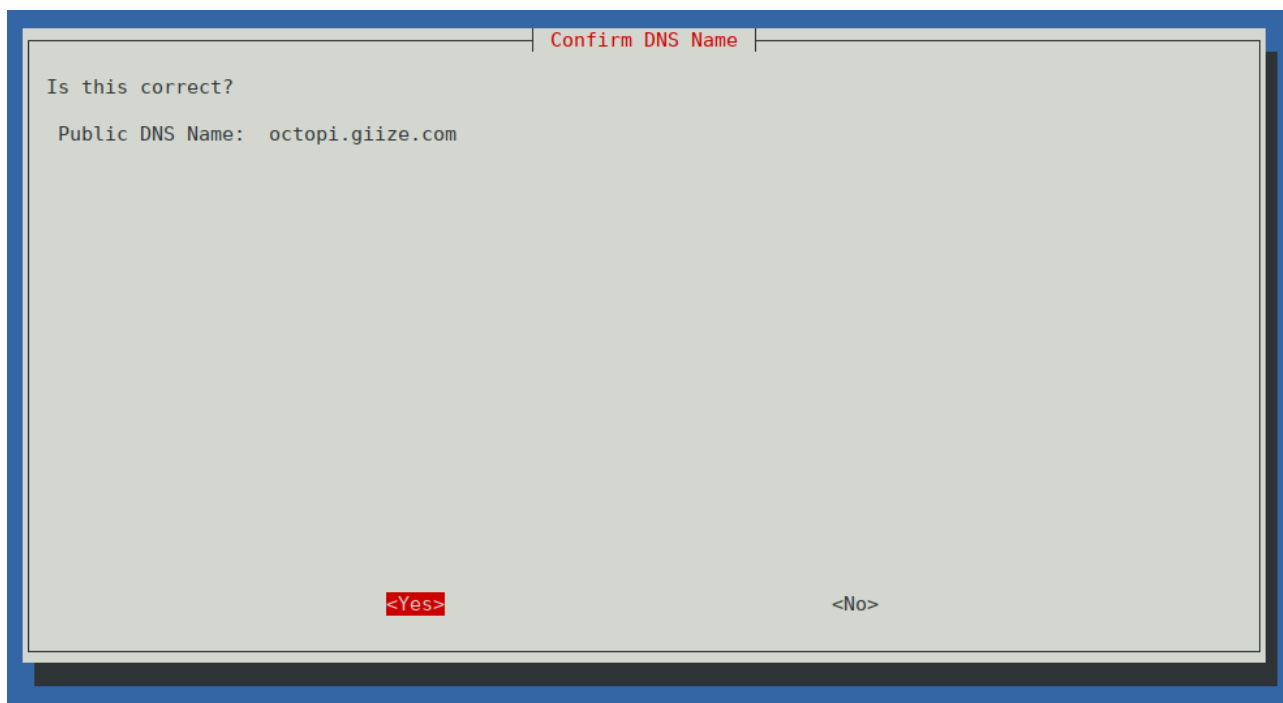 Confirm DNS Name
Is this correct?
Public DNS Name: octopi.giize.com
<Yes> <No>